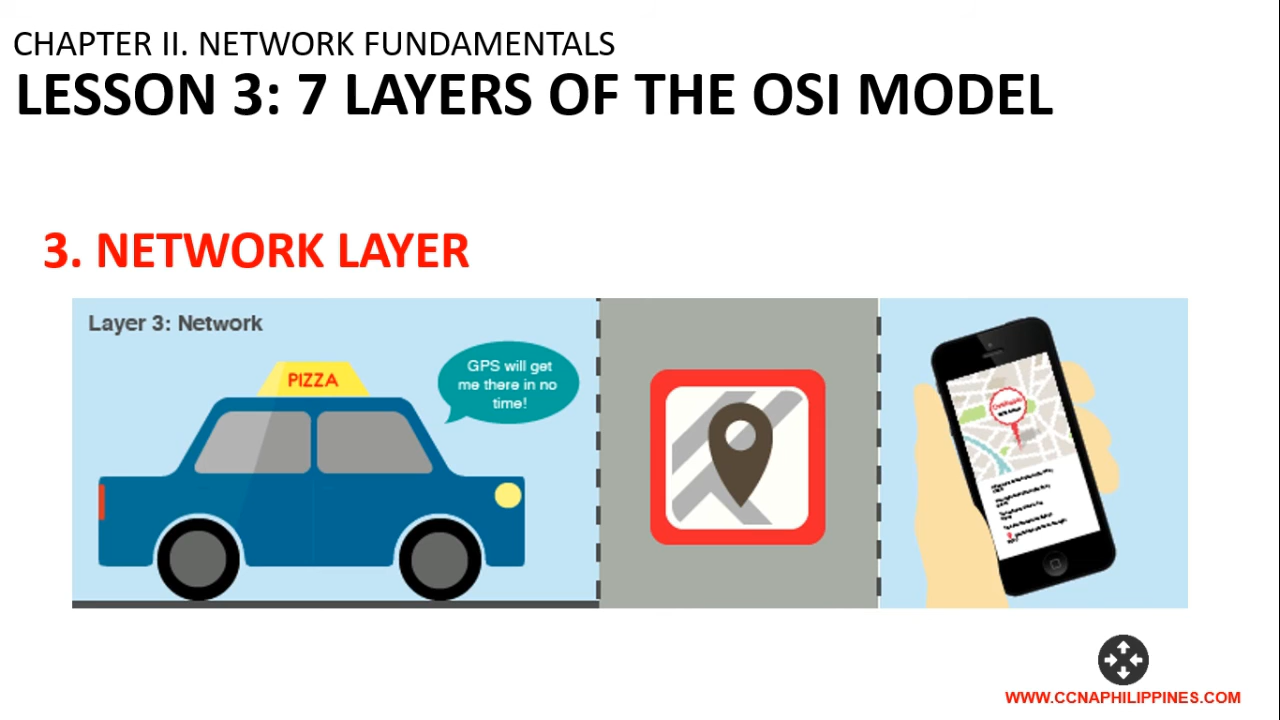 CHAPTER II. NETWORK FUNDAMENTALS
LESSON 3: 7 LAYERS OF THE OSI MODEL
3. NETWORK LAYER
Layer 3: Network
PIZZA
GPS will get
me there in no
time!
WWW.CCNAPHILIPPINES.COM